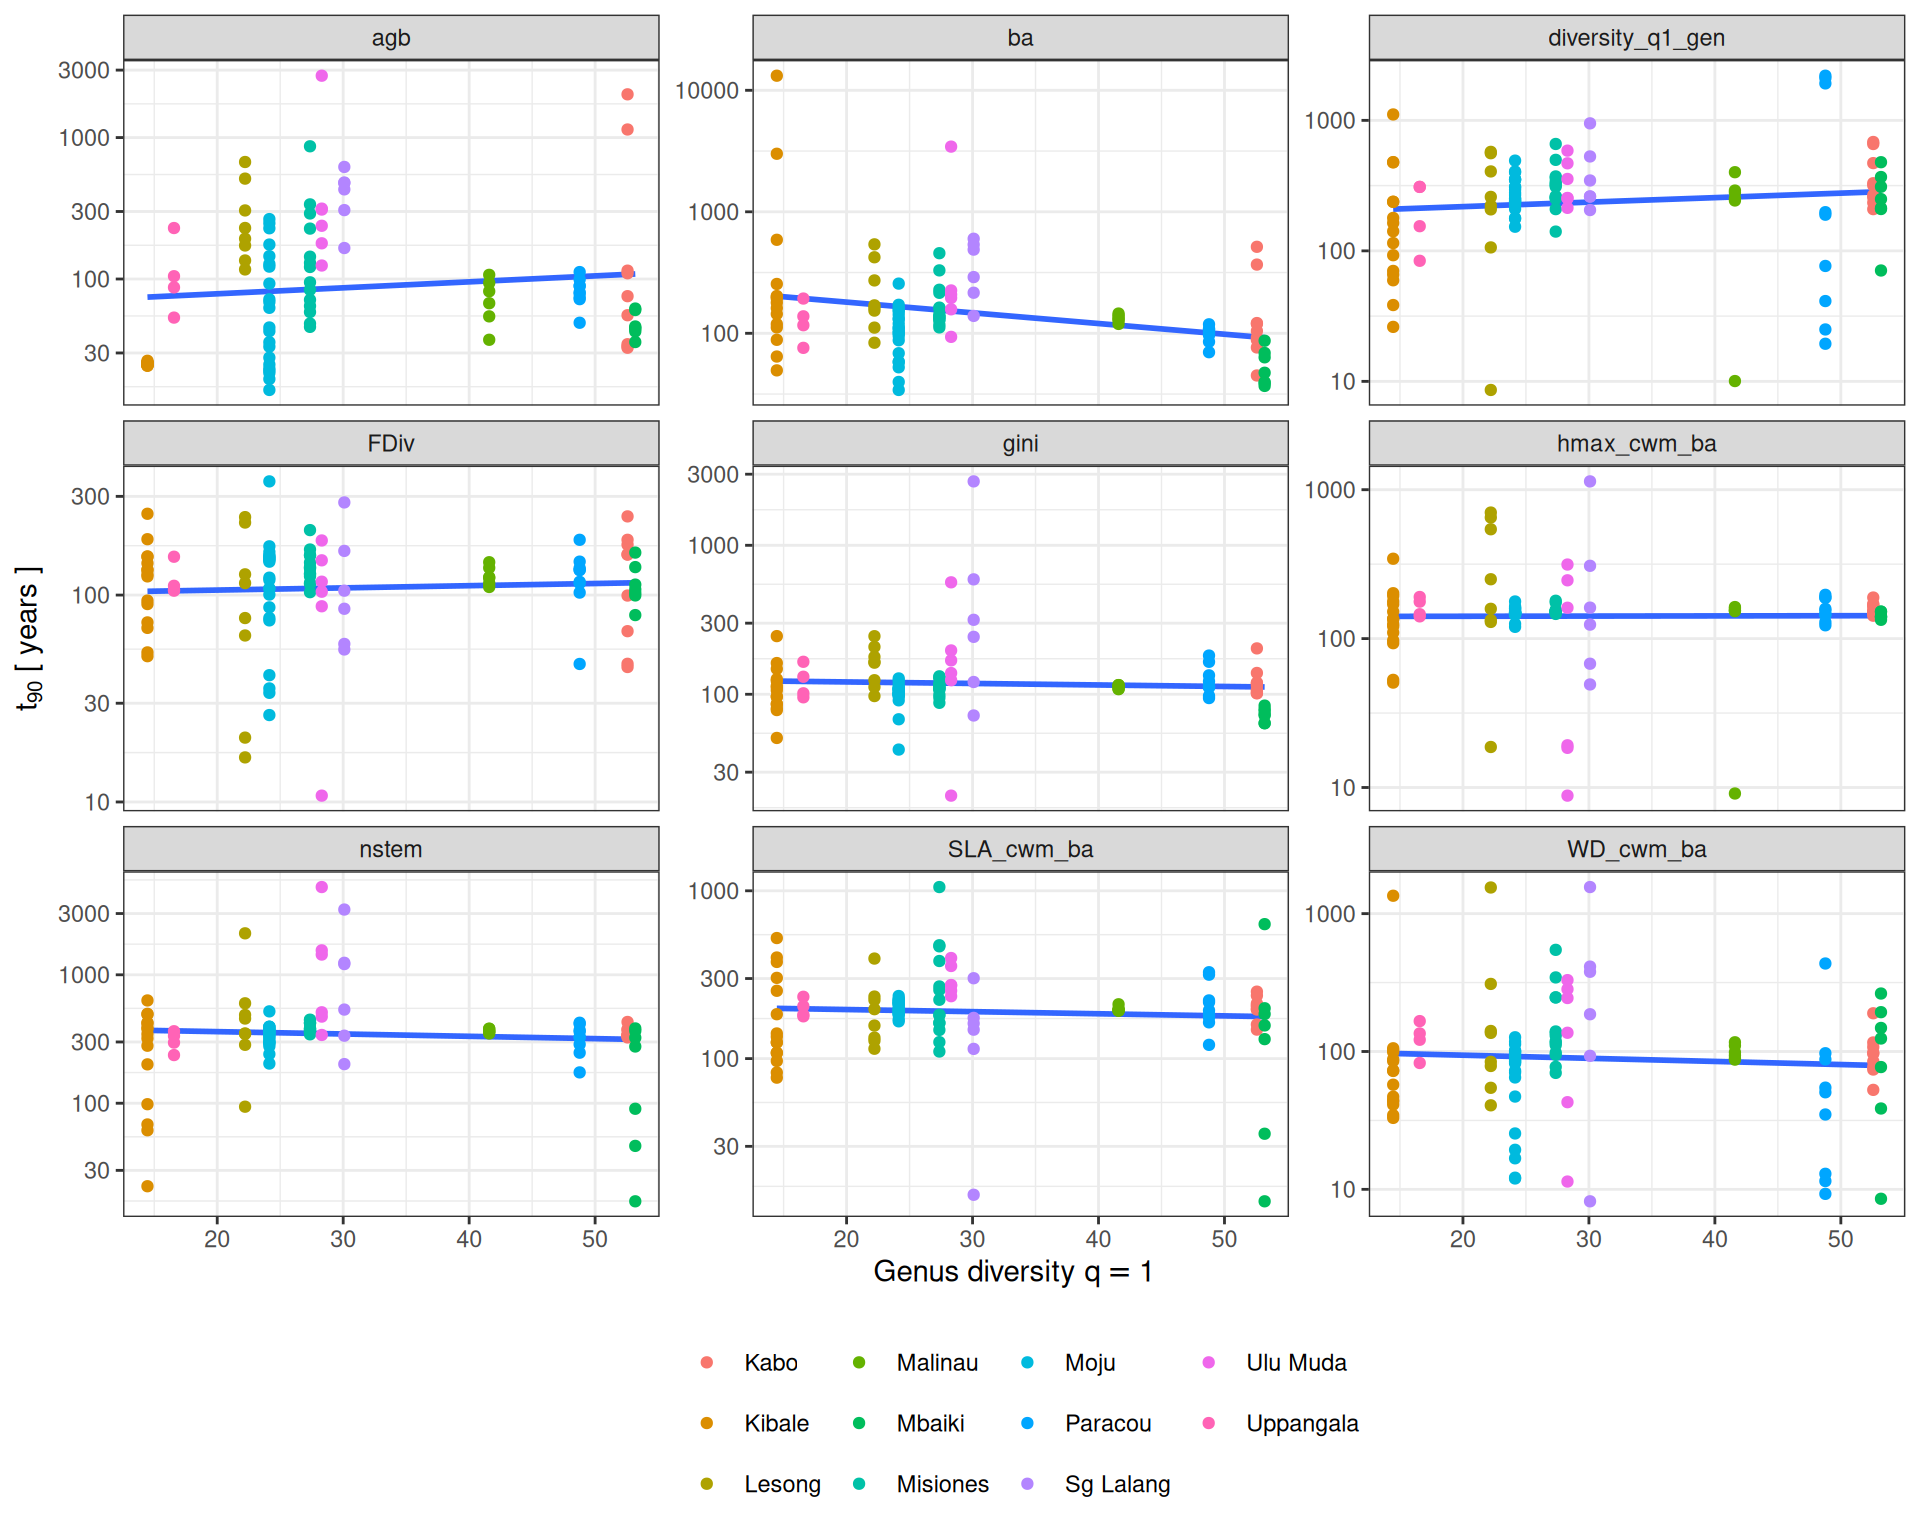 agb
ba
diversity_q1_gen
3000
1000
300
100
30
10000
1000
100
1000
100
10
FDiv
gini
hmax_cwm_ba
300
100
30
10
3000
1000
300
100
30
1000
100
10
t90 [ years ]
nstem
SLA_cwm_ba
WD_cwm_ba
3000
1000
300
100
30
1000
300
100
30
1000
100
10
20 30 40 50
20 30 40 50
20 30 40 50
Genus diversity q = 1
Kabo Malinau Moju Ulu Muda
Kibale Mbaiki Paracou Uppangala
Lesong Misiones Sg Lalang